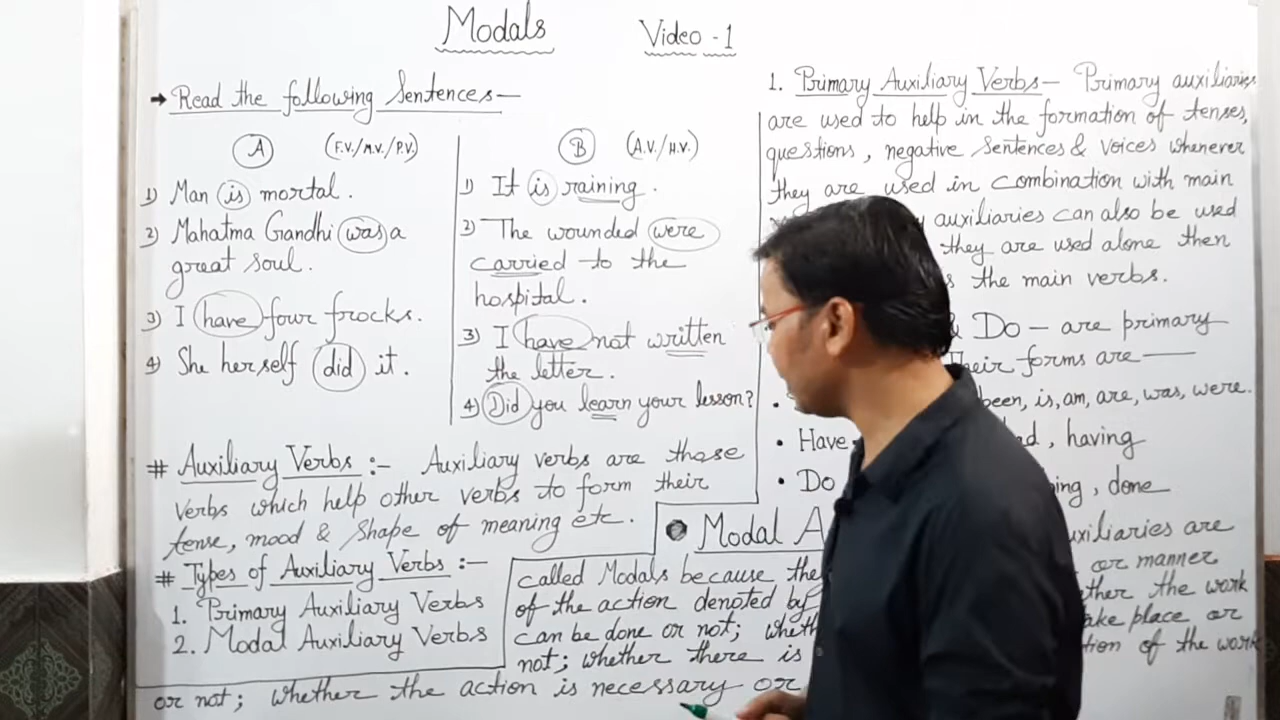 Modals Video - 1
→ Read the following Sentences —
A (F.V./M.V./P.V.)
1) Man is mortal.
2) Mahatma Gandhi was a
great soul.
3) I have four frocks.
4) She herself did it.
B (A.V./H.V.)
1) It is raining.
2) The wounded were
carried to the
hospital.
3) I have not written
the letter.
4) Did you learn your lesson?
# Auxiliary Verbs :- Auxiliary verbs are those
verbs which help other verbs to form their
tense, mood & shape of meaning etc.
# Types of Auxiliary Verbs :-
1. Primary Auxiliary Verbs
2. Modal Auxiliary Verbs
1. Primary Auxiliary Verbs — Primary auxiliaries
are used to help in the formation of tenses,
questions, negative sentences & voices whenever
they are used in combination with main
auxiliaries can also be used
they are used alone then
the main verbs.
& Do — are primary
Their forms are —
been, is, am, are, was, were.
• Have , having
• Do , done
• Modal
are
called Modals because or manner
of the action denoted by the work
can be done or not; take place or
not; whether there is of the work
or not; whether the action is necessary or